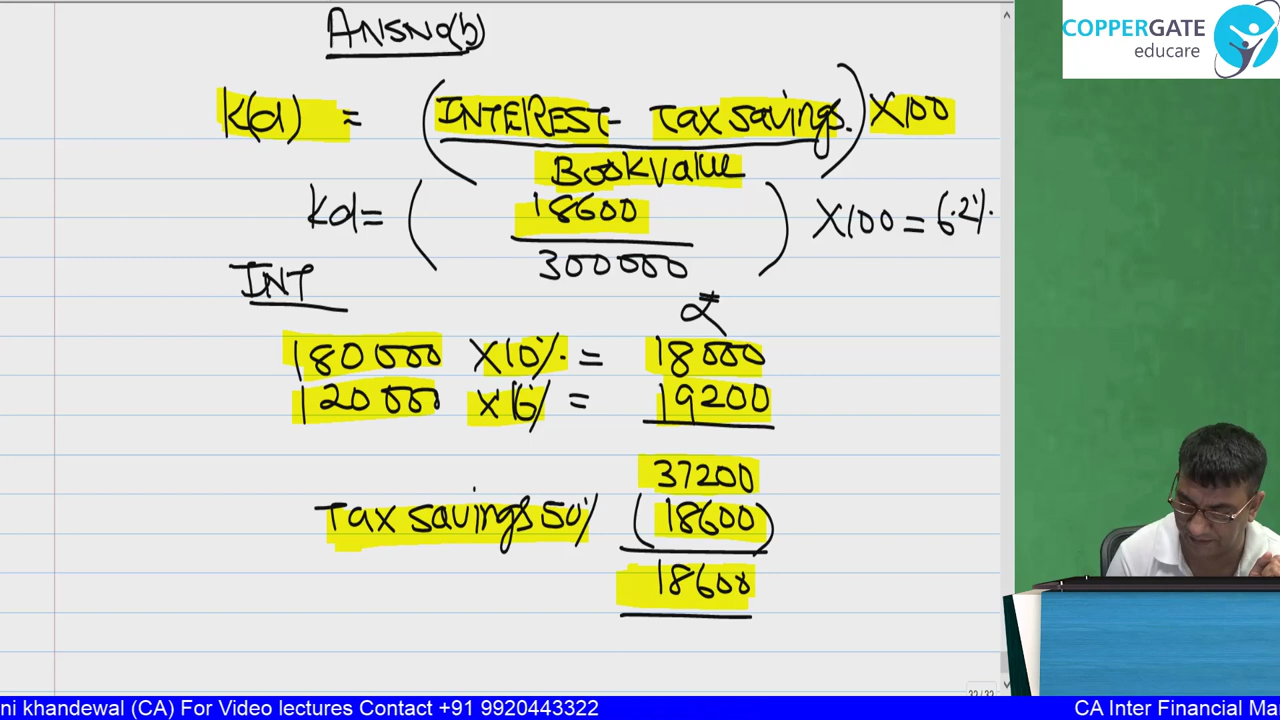 ANSNO(b)
COPPERGATE
educare
K(d) = (INTEREST - Tax savings.) X100
Book Value
kd = ( 18600 ) X100 = 6.2%.
300000
INT
₹
180000 X10% = 18000
120000 X16% = 19200
37200
Tax savings 50% (18600)
18600
ni khandewal (CA) For Video lectures Contact +91 9920443322
CA Inter Financial Ma